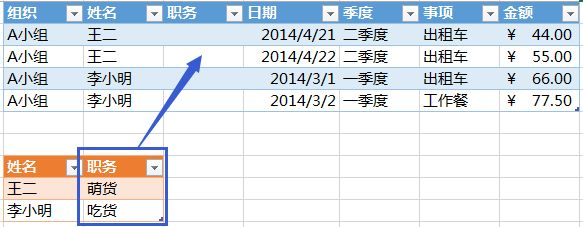 组织 姓名 职务 日期 季度 事项 金额
A小组 王二 2014/4/21 二季度 出租车 ¥ 44.00
A小组 王二 2014/4/22 二季度 出租车 ¥ 55.00
A小组 李小明 2014/3/1 一季度 出租车 ¥ 66.00
A小组 李小明 2014/3/2 一季度 工作餐 ¥ 77.50
姓名 职务
王二 萌货
李小明 吃货